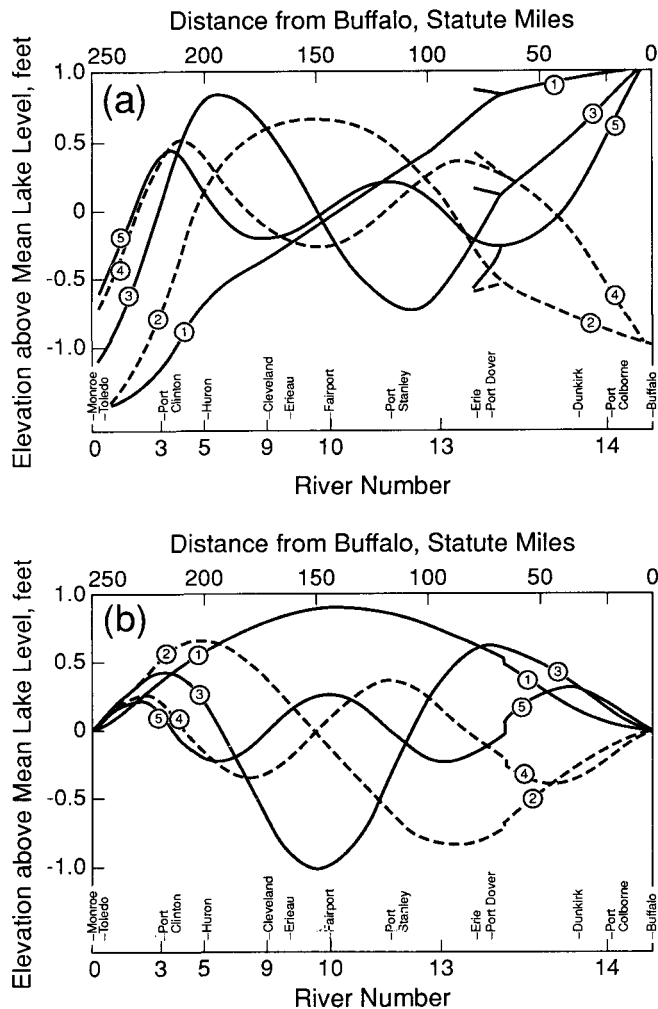 Distance from Buffalo, Statute Miles
250 200 150 100 50 0
Elevation above Mean Lake Level, feet
1.0
0.5
0
-0.5
-1.0
(a)
1
3
5
5
4
3
2
1
4
2
Monroe
Toledo
Port Clinton
Huron
Cleveland
Erieau
Fairport
Port Stanley
Erie
Port Dover
Dunkirk
Port Colborne
Buffalo
0 3 5 9 10 13 14
River Number
Distance from Buffalo, Statute Miles
250 200 150 100 50 0
Elevation above Mean Lake Level, feet
1.0
0.5
0
-0.5
-1.0
(b)
2
1
3
5
4
3
1
5
4
2
Monroe
Toledo
Port Clinton
Huron
Cleveland
Erieau
Fairport
Port Stanley
Erie
Port Dover
Dunkirk
Port Colborne
Buffalo
0 3 5 9 10 13 14
River Number